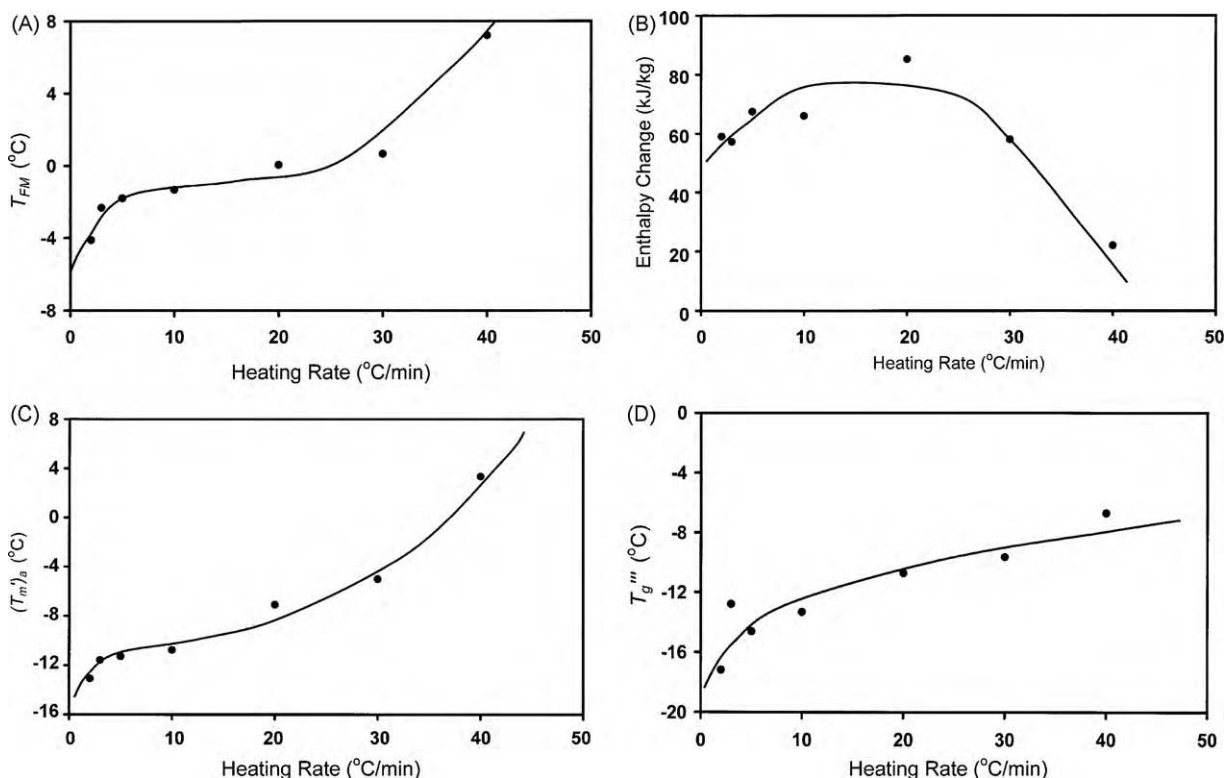 (A)
8
4
0
-4
-8
T_FM (°C)
0 10 20 30 40 50
Heating Rate (°C/min)
(B)
100
80
60
40
20
0
Enthalpy Change (kJ/kg)
0 10 20 30 40 50
Heating Rate (°C/min)
(C)
8
4
0
-4
-8
-12
-16
(T_m')_a (°C)
0 10 20 30 40 50
Heating Rate (°C/min)
(D)
0
-4
-8
-12
-16
-20
T_g''' (°C)
0 10 20 30 40 50
Heating Rate (°C/min)